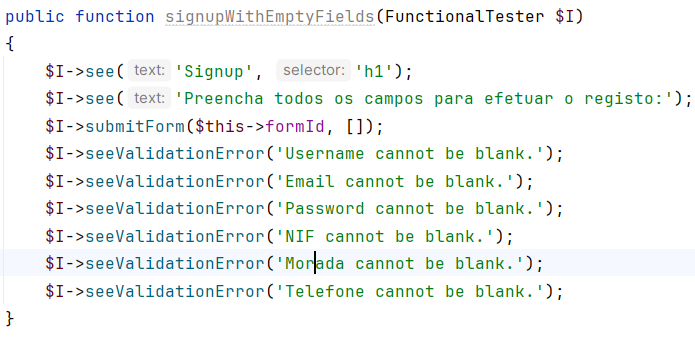 public function signupWithEmptyFields(FunctionalTester $I)
{
    $I->see( text: 'Signup', selector: 'h1');
    $I->see( text: 'Preencha todos os campos para efetuar o registo:');
    $I->submitForm($this->formId, []);
    $I->seeValidationError('Username cannot be blank.');
    $I->seeValidationError('Email cannot be blank.');
    $I->seeValidationError('Password cannot be blank.');
    $I->seeValidationError('NIF cannot be blank.');
    $I->seeValidationError('Morada cannot be blank.');
    $I->seeValidationError('Telefone cannot be blank.');
}